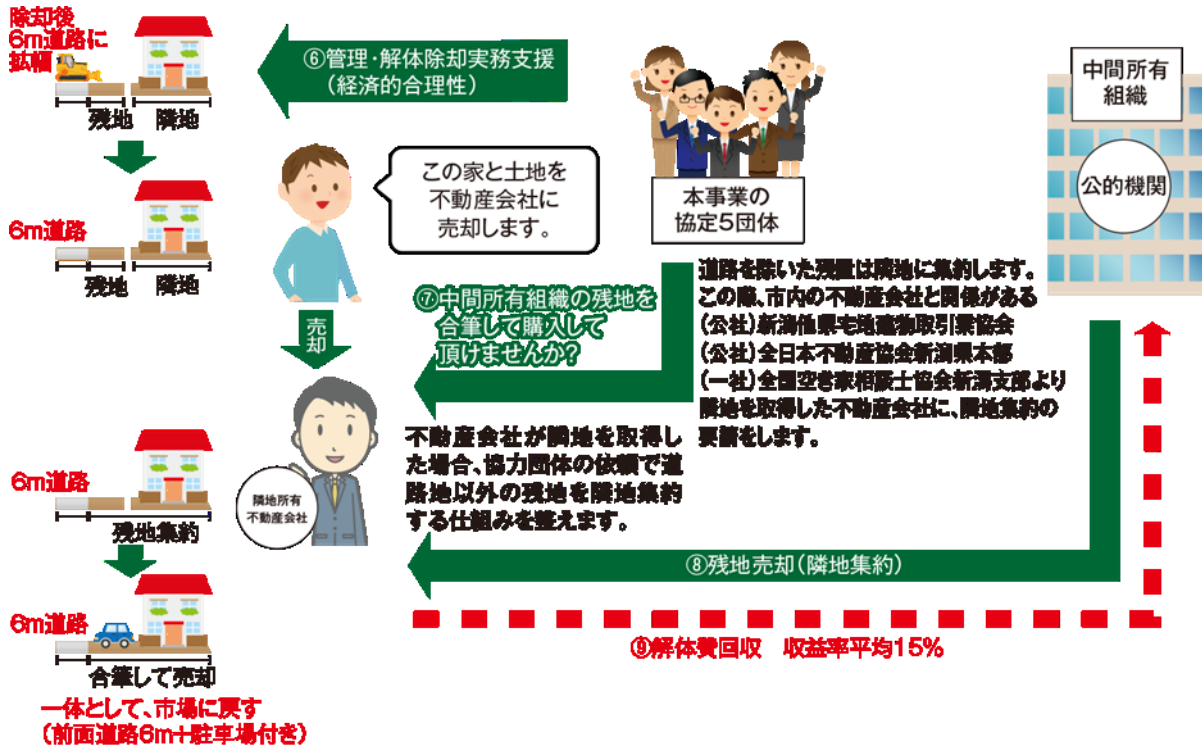 除却後
6m道路に
拡幅
残地
隣地
⑥管理・解体除却実務支援
（経済的合理性）
本事業の
協定5団体
中間所有
組織
公的機関
この家と土地を
不動産会社に
売却します。
6m道路
残地
隣地
売却
⑦中間所有組織の残地を
合筆して購入して
頂けませんか？
道路を除いた残置は隣地に集約します。
この際、市内の不動産会社と関係がある
（公社）新潟県宅地建物取引業協会
（公社）全日本不動産協会新潟県本部
（一社）全国空き家相談士協会新潟支部より
隣地を取得した不動産会社に、隣地集約の
要請をします。
不動産会社が隣地を取得し
た場合、協力団体の依頼で道
路地以外の残地を隣地集約
する仕組みを整えます。
隣地所有
不動産会社
6m道路
残地集約
⑧残地売却（隣地集約）
⑨解体費回収　収益率平均15%
6m道路
合筆して売却
一体として、市場に戻す
（前面道路6m＋駐車場付き）